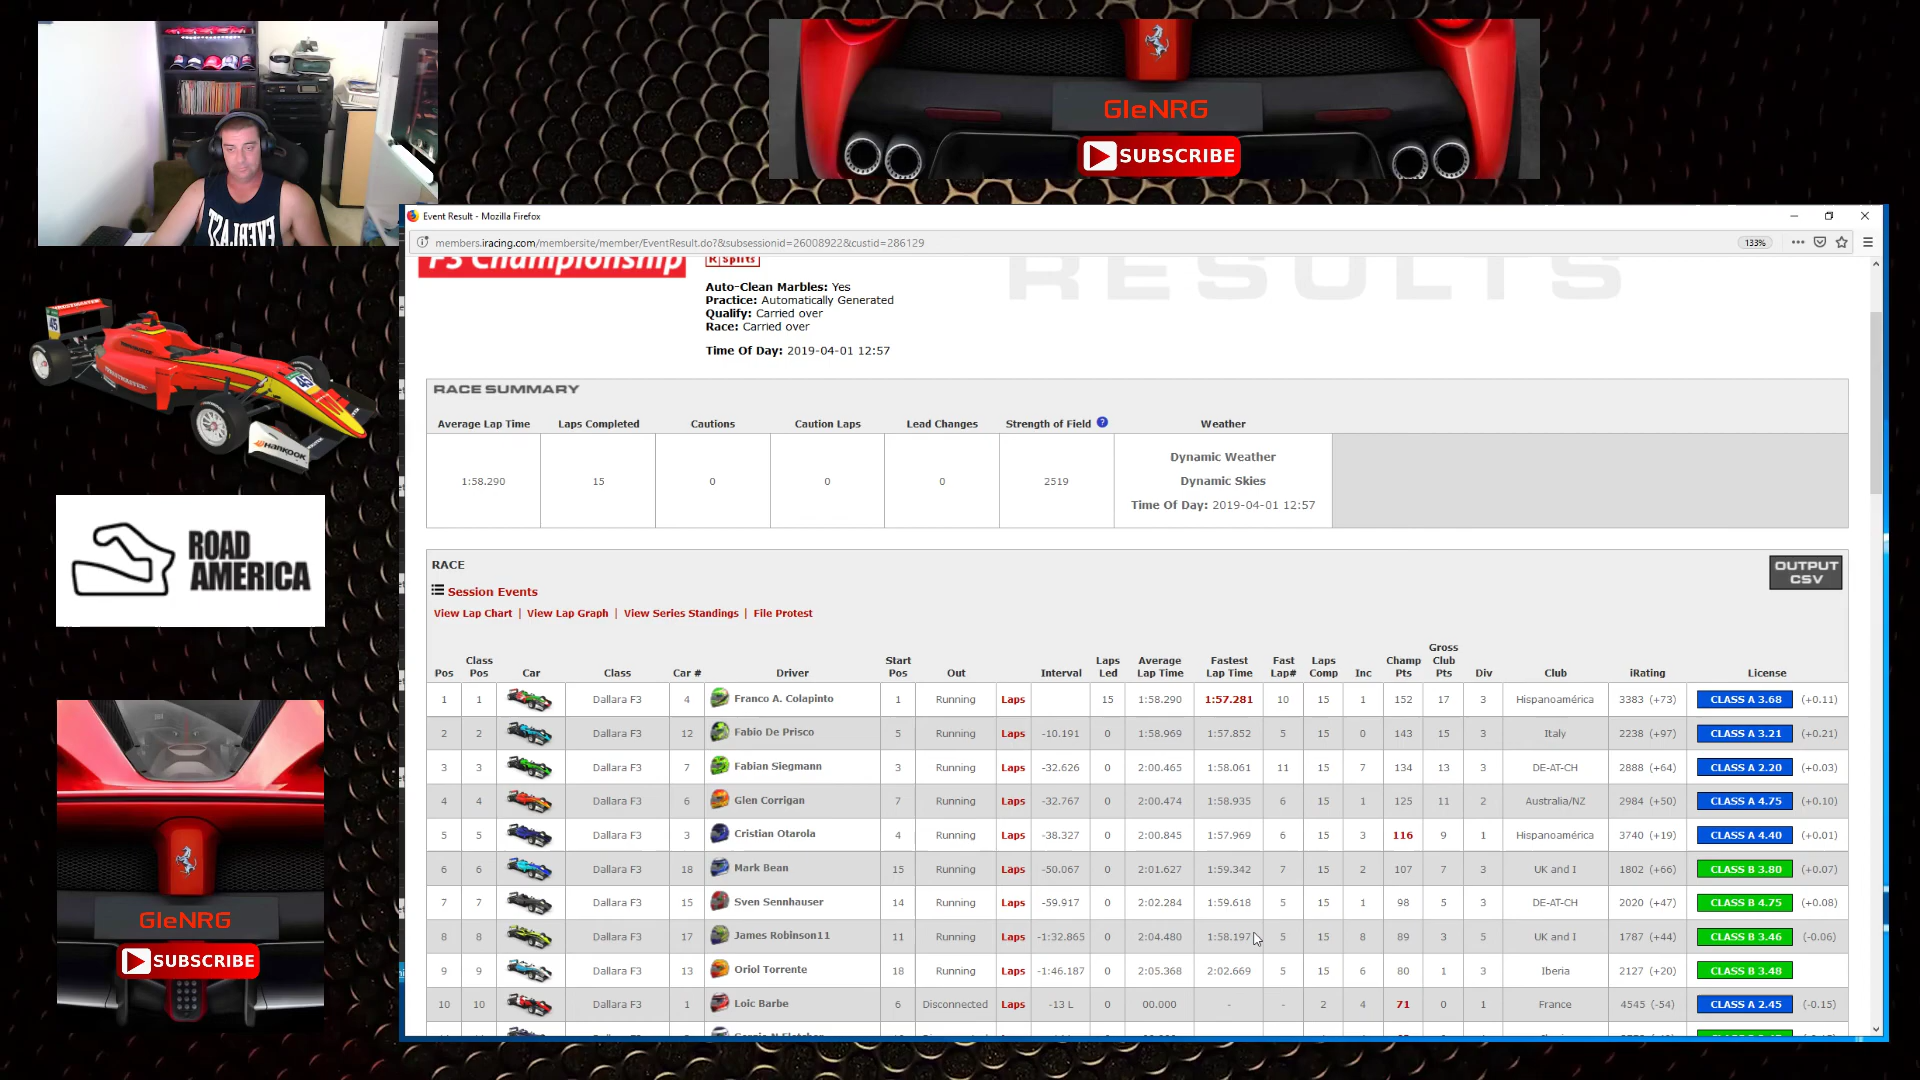 GleNRG
SUBSCRIBE
Event Result - Mozilla Firefox
members.iracing.com/membersite/member/EventResult.do?&subsessionid=26008922&custid=286129
133%
F3 Championship
Splits
RESULTS
Auto-Clean Marbles: Yes
Practice: Automatically Generated
Qualify: Carried over
Race: Carried over
Time Of Day: 2019-04-01 12:57
RACE SUMMARY
Average Lap Time Laps Completed Cautions Caution Laps Lead Changes Strength of Field ? Weather
1:58.290 15 0 0 0 2519 Dynamic Weather
Dynamic Skies
Time Of Day: 2019-04-01 12:57
RACE
OUTPUT CSV
Session Events
View Lap Chart | View Lap Graph | View Series Standings | File Protest
Pos Class Pos Car Class Car # Driver Start Pos Out Interval Laps Led Average Lap Time Fastest Lap Time Fast Lap# Laps Comp Inc Champ Pts Gross Club Pts Div Club iRating License
1 1 Dallara F3 4 Franco A. Colapinto 1 Running Laps 15 1:58.290 1:57.281 10 15 1 152 17 3 Hispanoamérica 3383 (+73) CLASS A 3.68 (+0.11)
2 2 Dallara F3 12 Fabio De Prisco 5 Running Laps -10.191 0 1:58.969 1:57.852 5 15 0 143 15 3 Italy 2238 (+97) CLASS A 3.21 (+0.21)
3 3 Dallara F3 7 Fabian Siegmann 3 Running Laps -32.626 0 2:00.465 1:58.061 11 15 7 134 13 3 DE-AT-CH 2888 (+64) CLASS A 2.20 (+0.03)
4 4 Dallara F3 6 Glen Corrigan 7 Running Laps -32.767 0 2:00.474 1:58.935 6 15 1 125 11 2 Australia/NZ 2984 (+50) CLASS A 4.75 (+0.10)
5 5 Dallara F3 3 Cristian Otarola 4 Running Laps -38.327 0 2:00.845 1:57.969 6 15 3 116 9 1 Hispanoamérica 3740 (+19) CLASS A 4.40 (+0.01)
6 6 Dallara F3 18 Mark Bean 15 Running Laps -50.067 0 2:01.627 1:59.342 7 15 2 107 7 3 UK and I 1802 (+66) CLASS B 3.80 (+0.07)
7 7 Dallara F3 15 Sven Sennhauser 14 Running Laps -59.917 0 2:02.284 1:59.618 5 15 1 98 5 3 DE-AT-CH 2020 (+47) CLASS B 4.75 (+0.08)
8 8 Dallara F3 17 James Robinson11 11 Running Laps -1:32.865 0 2:04.480 1:58.197 5 15 8 89 3 5 UK and I 1787 (+44) CLASS B 3.46 (-0.06)
9 9 Dallara F3 13 Oriol Torrente 18 Running Laps -1:46.187 0 2:05.368 2:02.669 5 15 6 80 1 3 Iberia 2127 (+20) CLASS B 3.48
10 10 Dallara F3 1 Loic Barbe 6 Disconnected Laps -13 L 0 00.000 - - 2 4 71 0 1 France 4545 (-54) CLASS A 2.45 (-0.15)
HANKOOK
ROAD
AMERICA
GleNRG
SUBSCRIBE